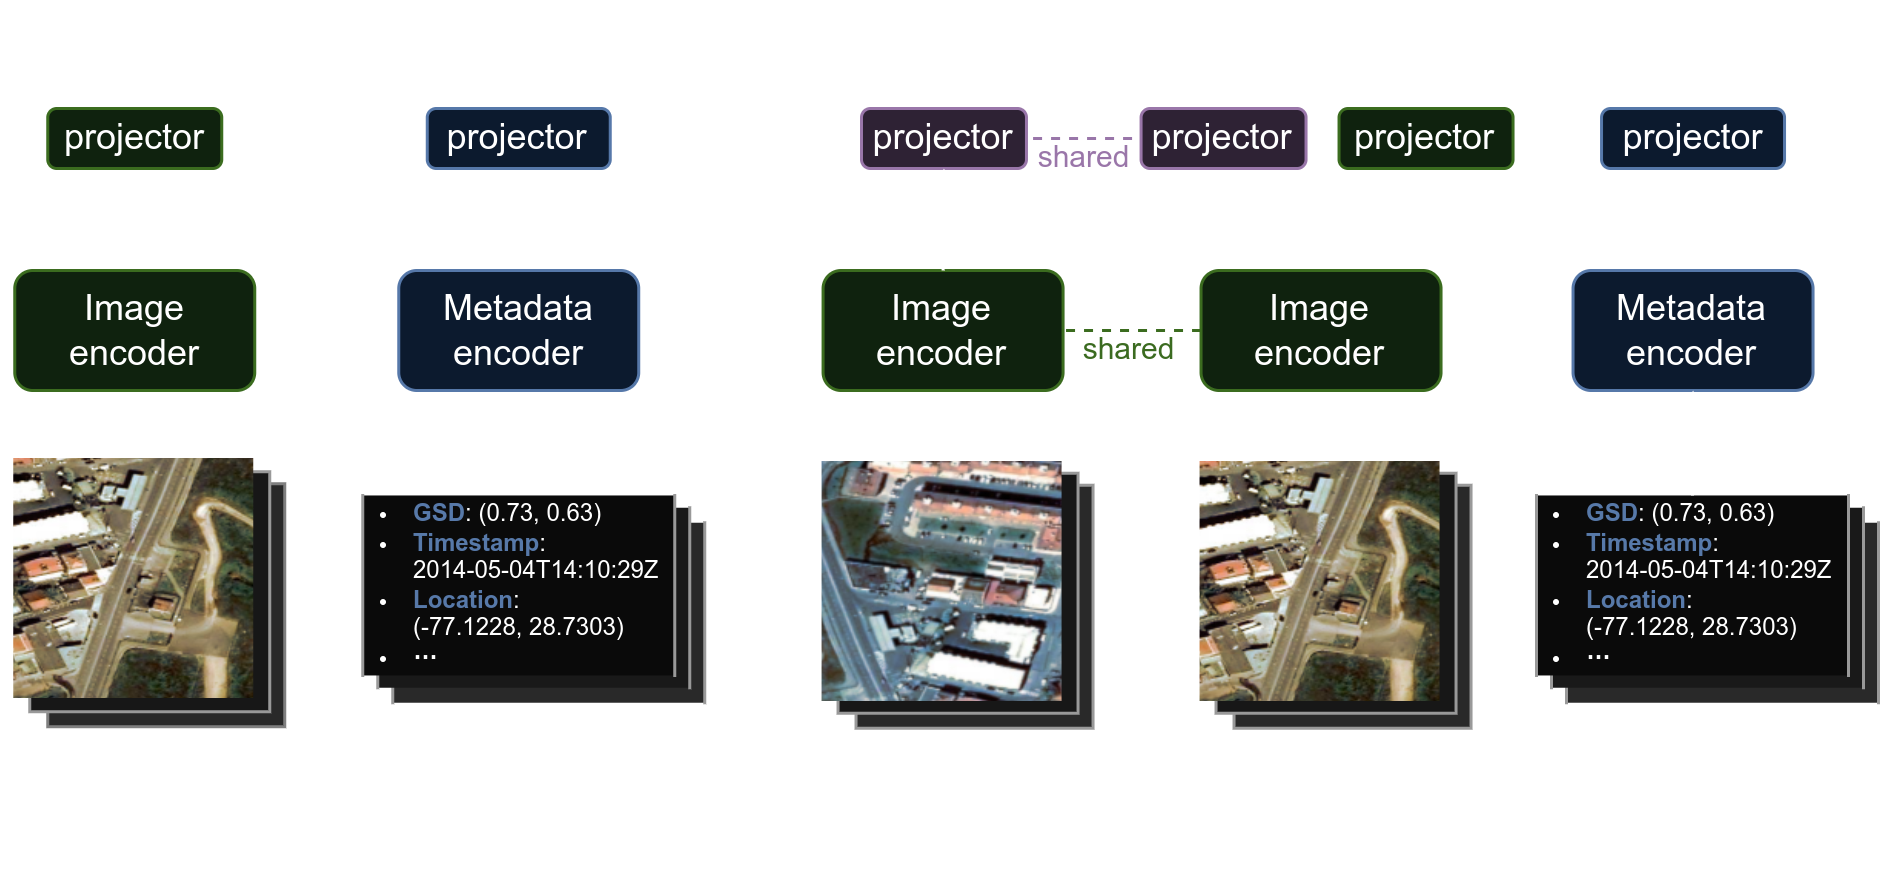 projector
projector
projector
shared
projector
projector
projector
Image
encoder
Metadata
encoder
Image
encoder
shared
Image
encoder
Metadata
encoder
• GSD: (0.73, 0.63)
• Timestamp:
2014-05-04T14:10:29Z
• Location:
(-77.1228, 28.7303)
• ...
• GSD: (0.73, 0.63)
• Timestamp:
2014-05-04T14:10:29Z
• Location:
(-77.1228, 28.7303)
• ...